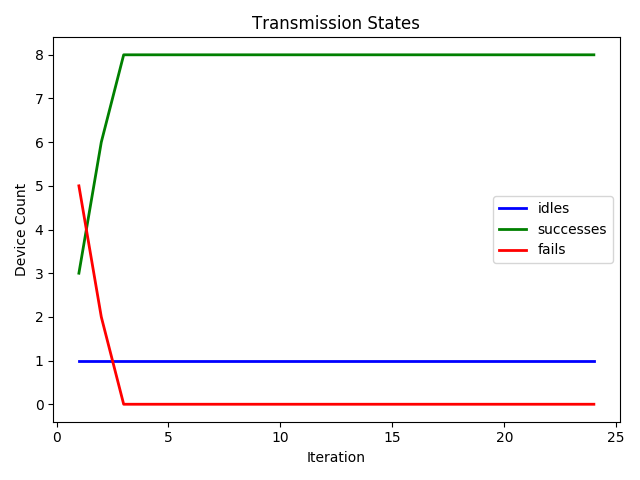 Transmission States
Device Count
8
7
6
5
4
3
2
1
0
idles
successes
fails
0 5 10 15 20 25
Iteration